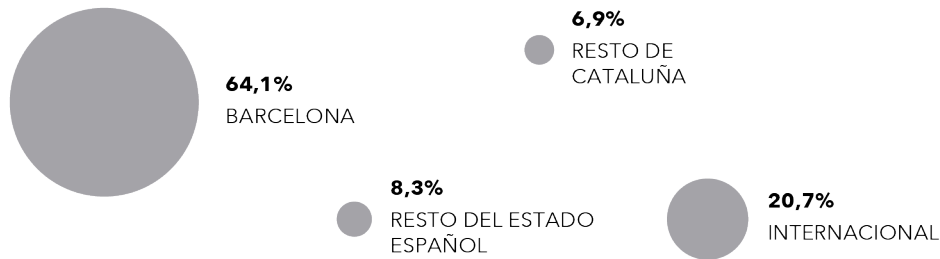 6,9%
RESTO DE
CATALUÑA
64,1%
BARCELONA
8,3%
RESTO DEL ESTADO
ESPAÑOL
20,7%
INTERNACIONAL